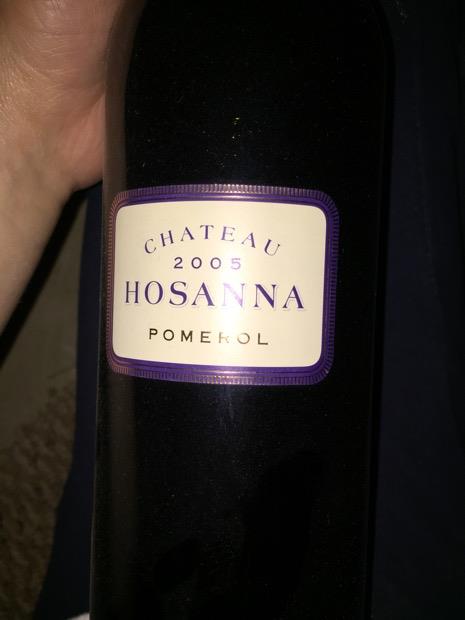 CHATEAU
2005
HOSANNA
POMEROL